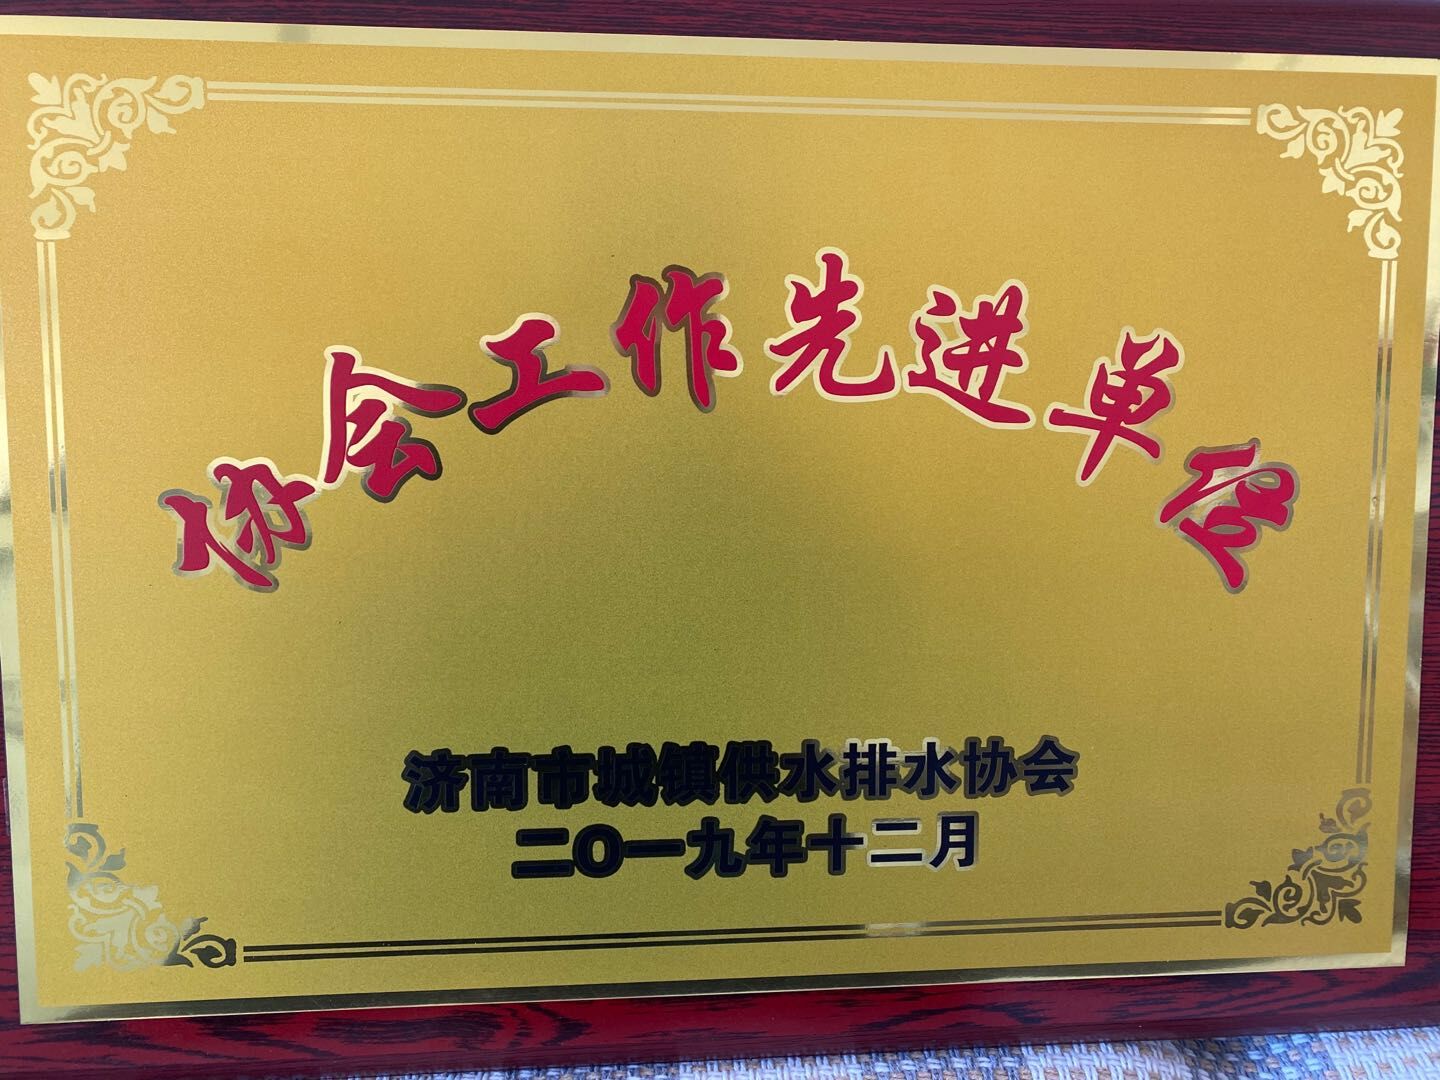 协会工作先进单位
济南市城镇供水排水协会
二〇一九年十二月